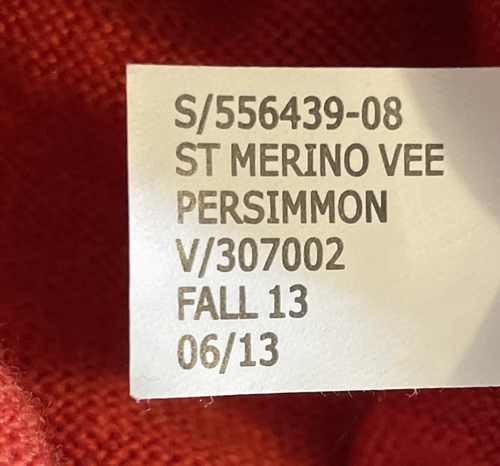 S/556439-08
ST MERINO VEE
PERSIMMON
V/307002
FALL 13
06/13